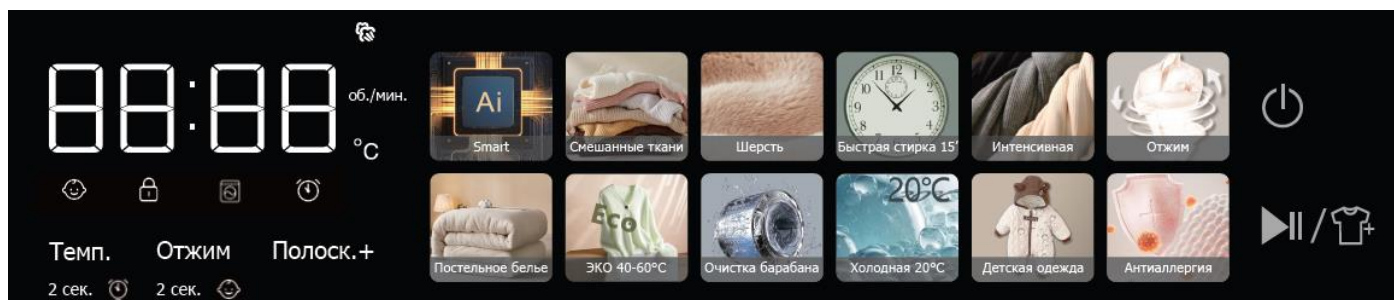 88:88
об./мин.
°C
Темп. Отжим Полоск.+
2 сек. 2 сек.
Ai
Smart
Смешанные ткани
Шерсть
Быстрая стирка 15'
Интенсивная
Отжим
Постельное белье
Eco
ЭКО 40-60°C
Очистка барабана
20°C
Холодная 20°C
Детская одежда
Антиаллергия